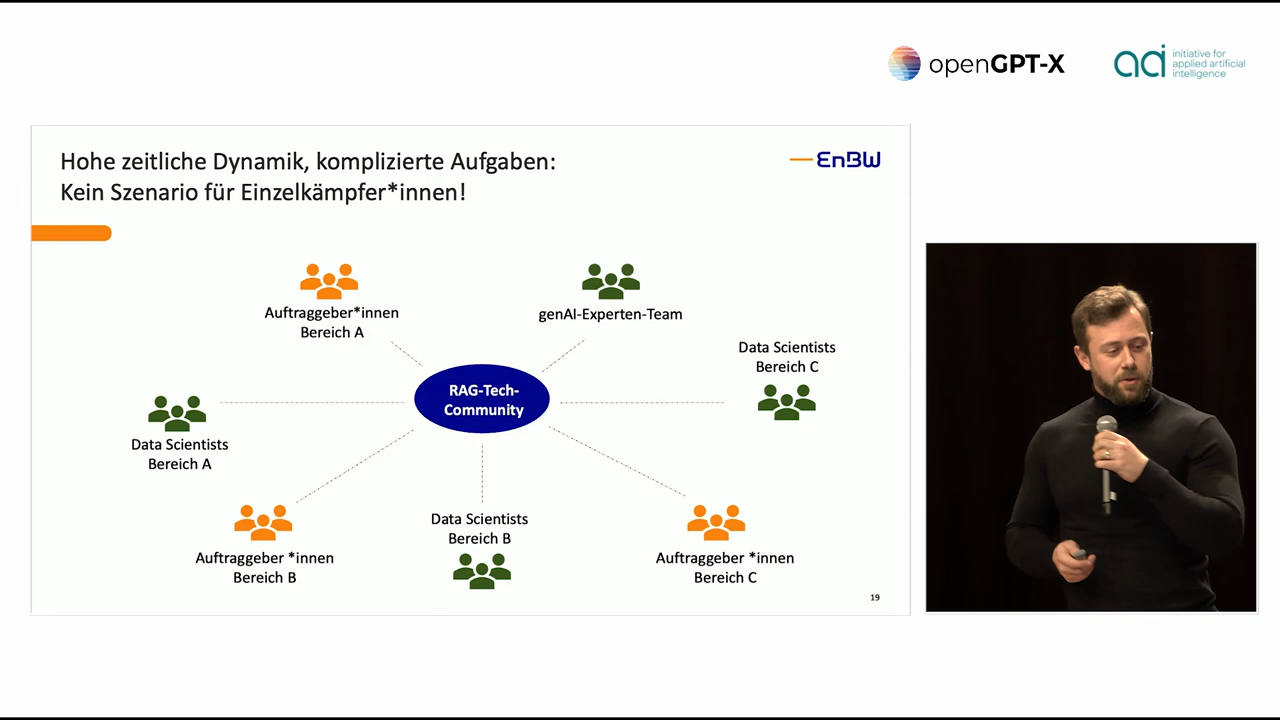 openGPT-X
initiative for
applied artificial
intelligence
Hohe zeitliche Dynamik, komplizierte Aufgaben:
Kein Szenario für Einzelkämpfer*innen!
EnBW
Auftraggeber*innen
Bereich A
genAI-Experten-Team
Data Scientists
Bereich C
RAG-Tech-
Community
Data Scientists
Bereich A
Data Scientists
Bereich B
Auftraggeber *innen
Bereich B
Auftraggeber *innen
Bereich C
19